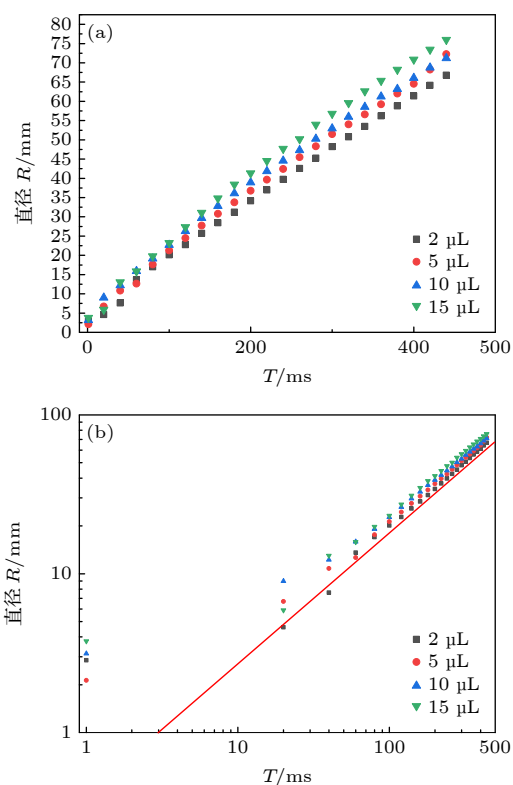 (a)
80
75
70
65
60
55
50
45
40
35
30
25
20
15
10
5
0
直径 R/mm
2 µL
5 µL
10 µL
15 µL
0 200 400 500
T/ms
(b)
100
10
1
直径 R/mm
2 µL
5 µL
10 µL
15 µL
1 10 100 500
T/ms